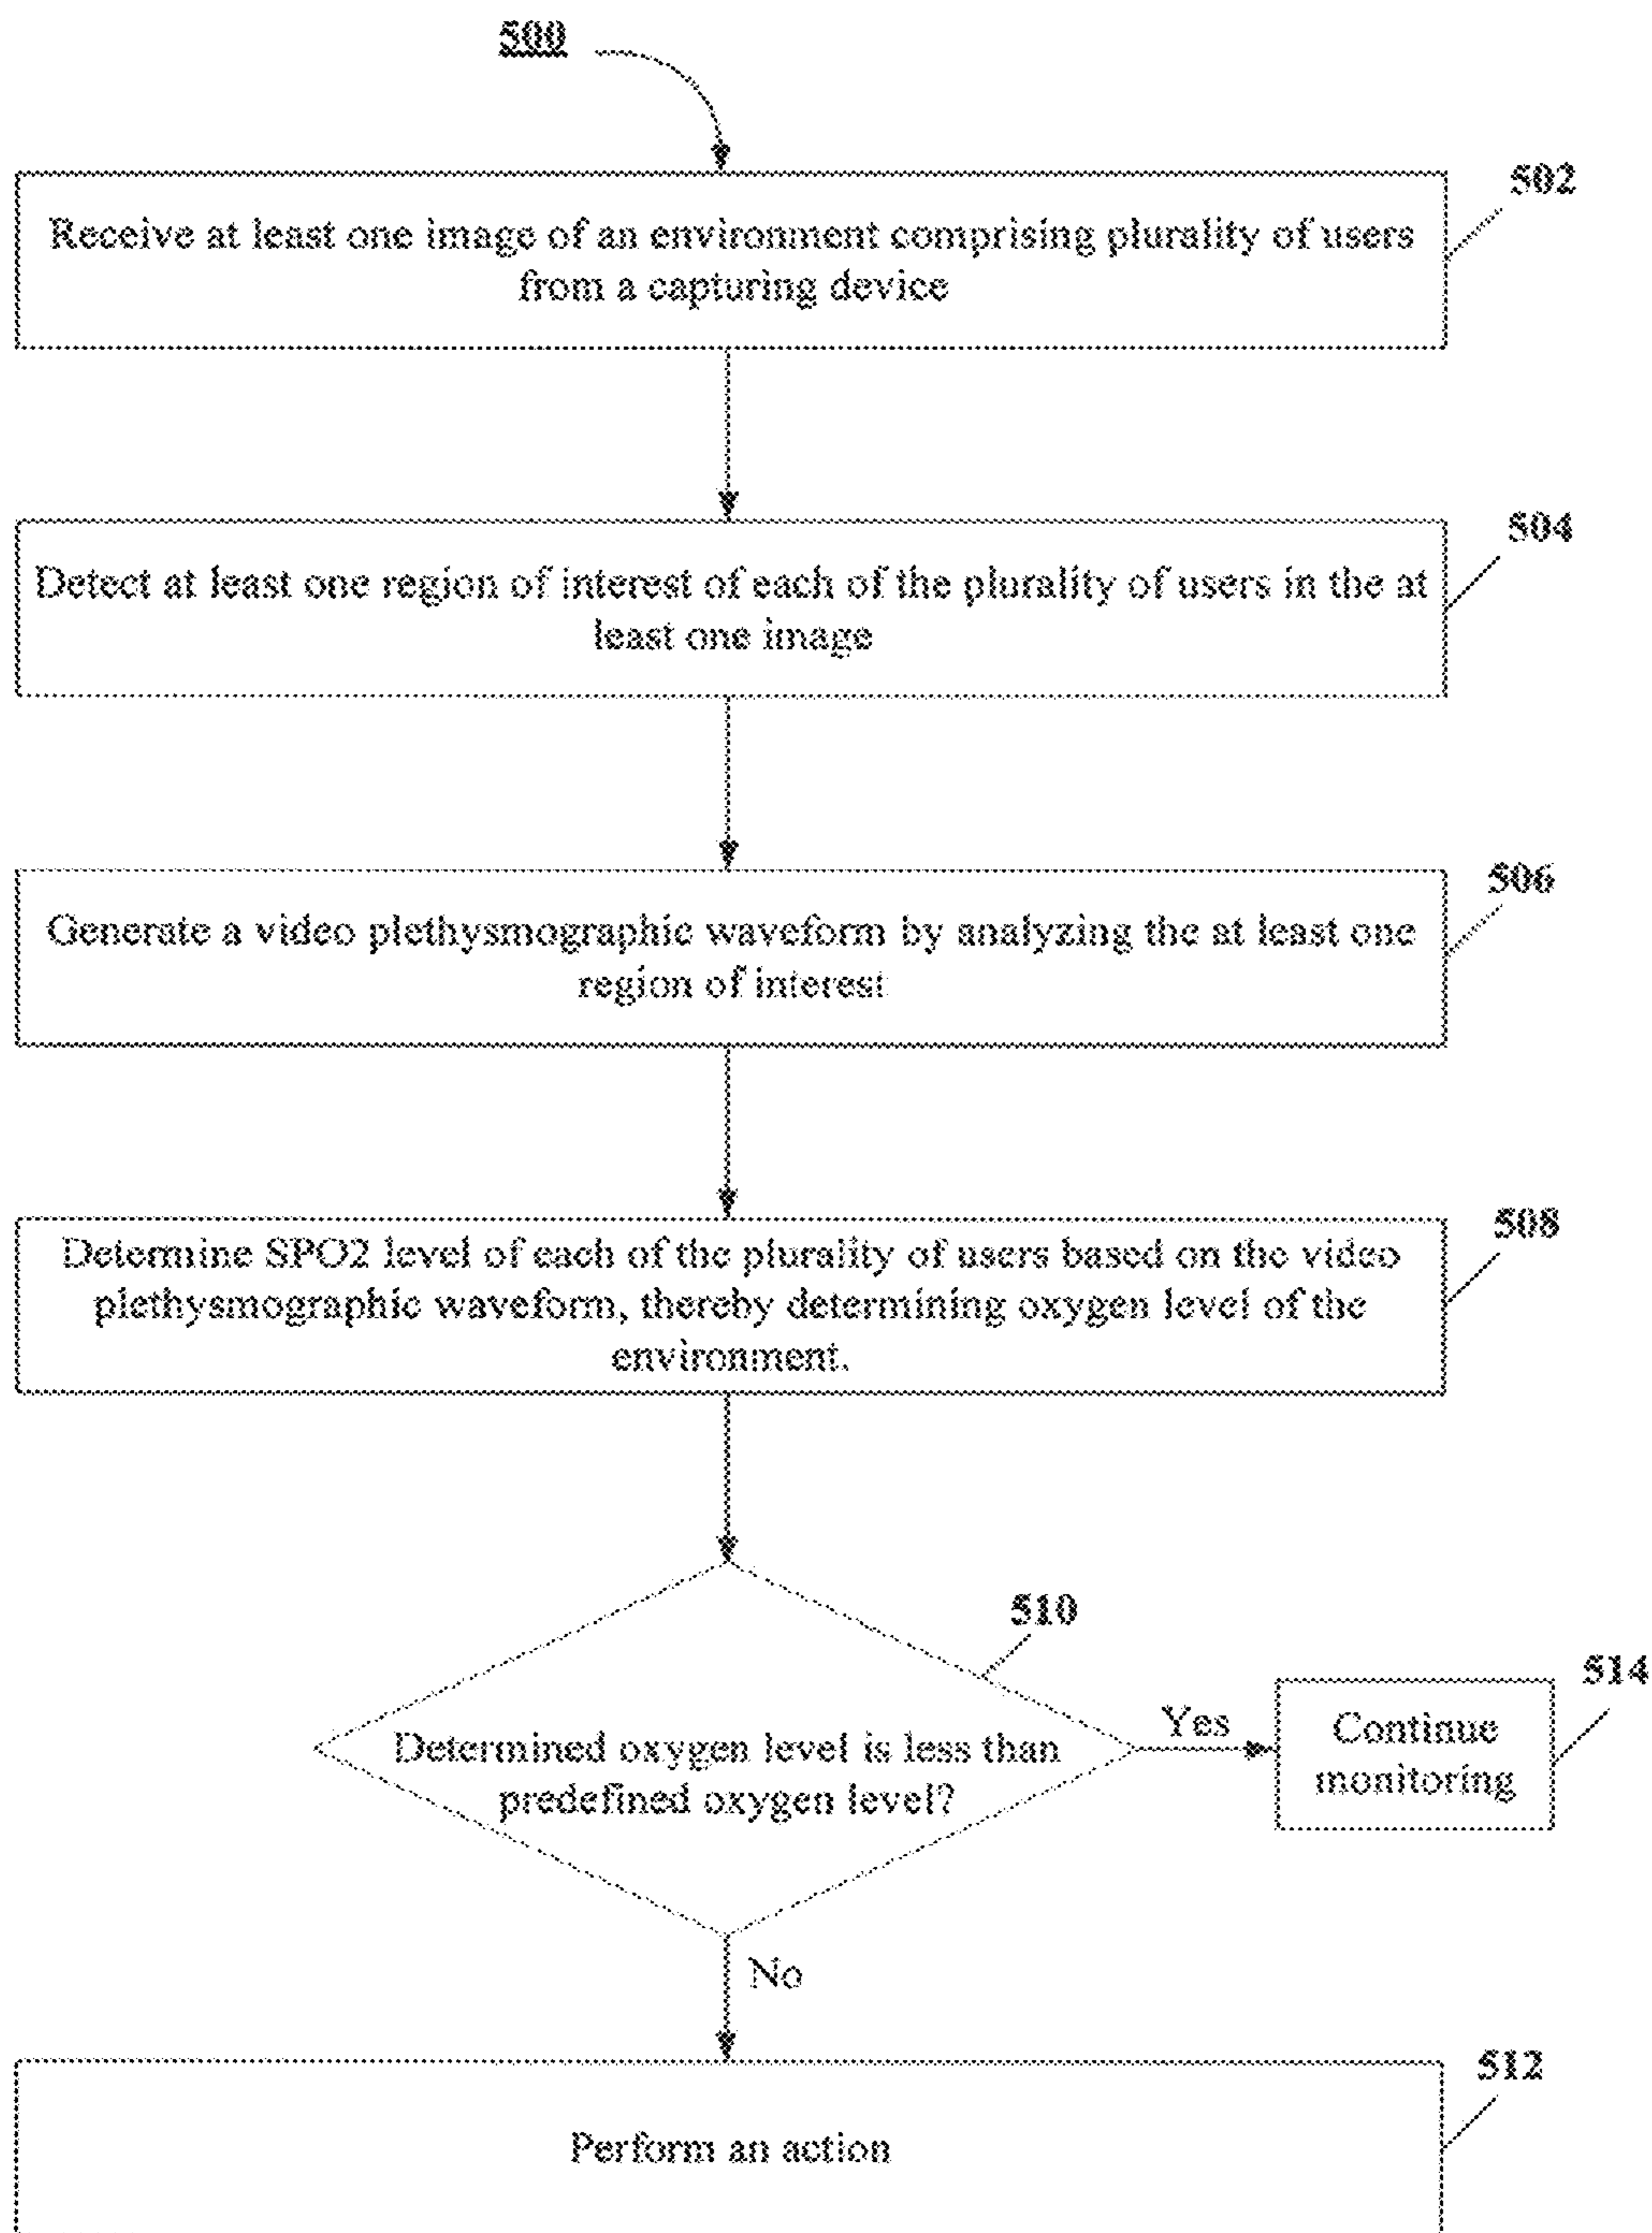 500
502
Receive at least one image of an environment comprising plurality of users
from a capturing device
504
Detect at least one region of interest of each of the plurality of users in the at
least one image
506
Generate a video plethysmographic waveform by analyzing the at least one
region of interest
508
Determine SPO2 level of each of the plurality of users based on the video
plethysmographic waveform, thereby determining oxygen level of the
environment.
510
Determined oxygen level is less than
predefined oxygen level?
Yes
514
Continue
monitoring
No
512
Perform an action